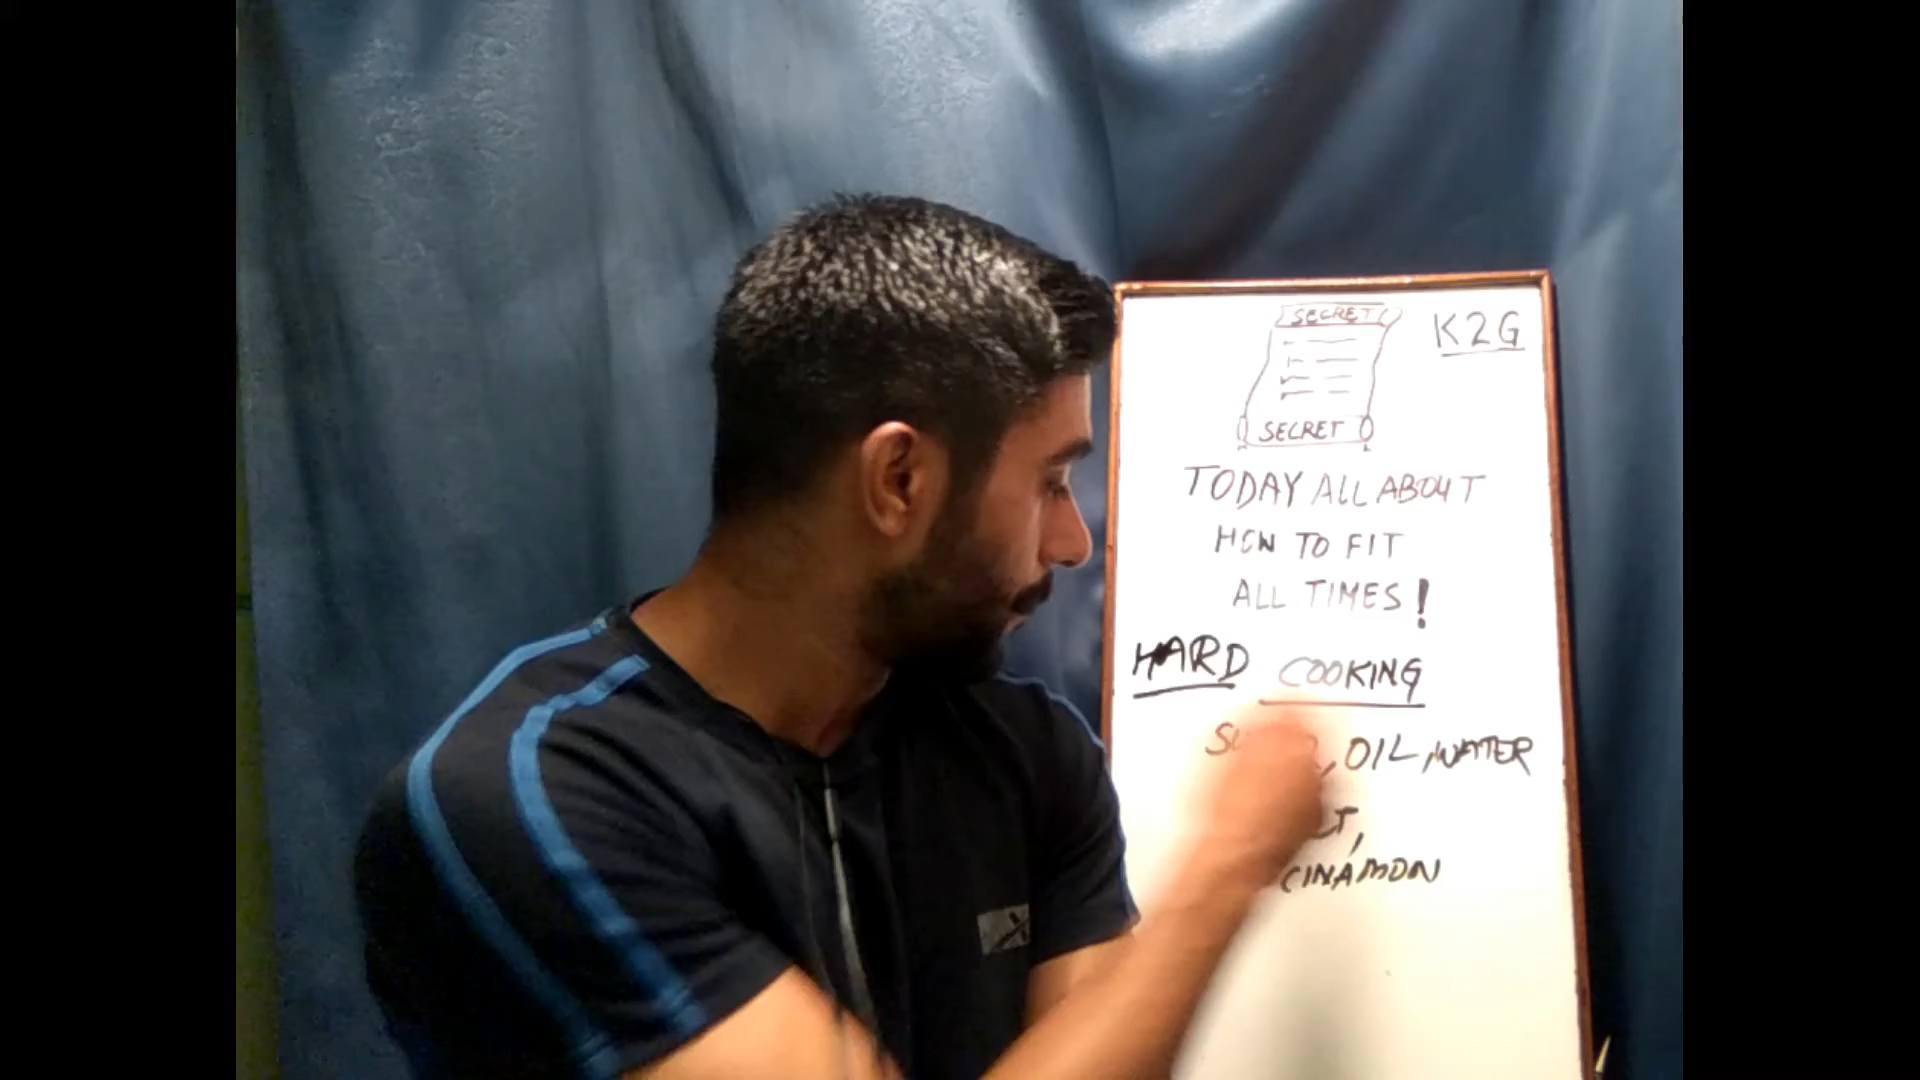 SECRET
K2G
SECRET
TODAY ALL ABOUT
HOW TO FIT
ALL TIMES!
HARD COOKING
, OIL, WATER
CINAMON